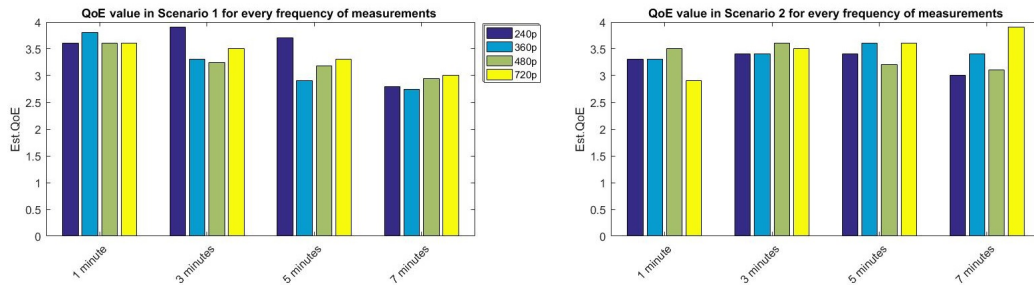 QoE value in Scenario 1 for every frequency of measurements
Est.QoE
4
3.5
3
2.5
2
1.5
1
0.5
0
1 minute
3 minutes
5 minutes
7 minutes
240p
360p
480p
720p
QoE value in Scenario 2 for every frequency of measurements
Est.QoE
4
3.5
3
2.5
2
1.5
1
0.5
0
1 minute
3 minutes
5 minutes
7 minutes